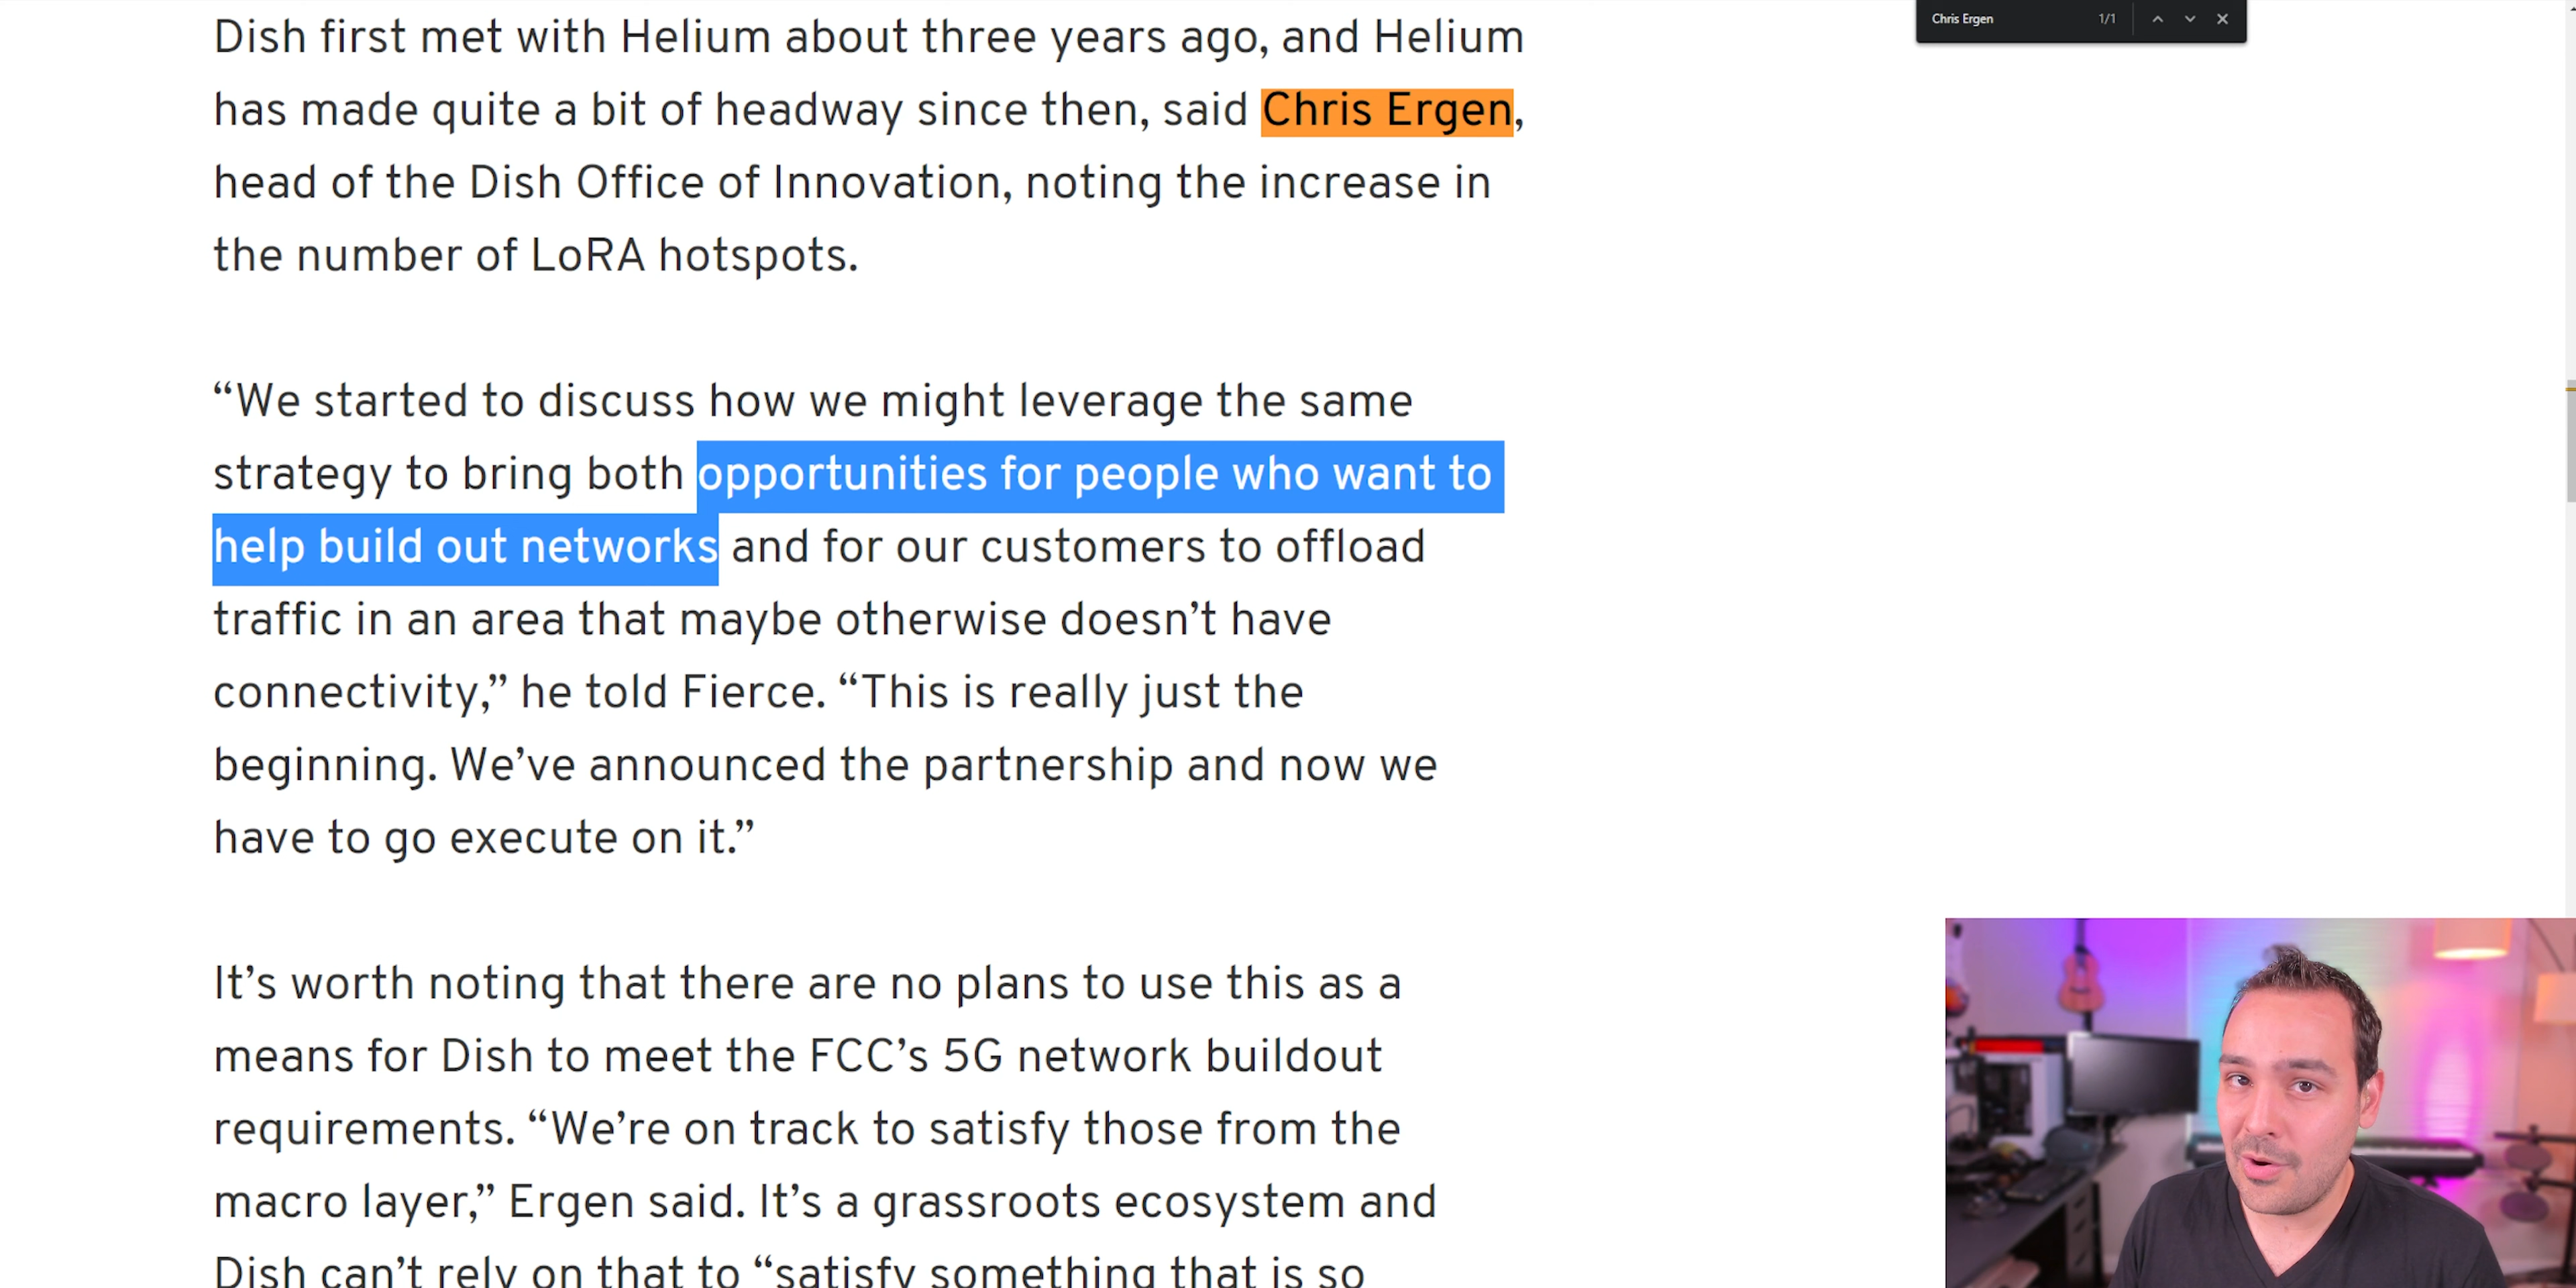 Chris Ergen 1/1
Dish first met with Helium about three years ago, and Helium
has made quite a bit of headway since then, said Chris Ergen,
head of the Dish Office of Innovation, noting the increase in
the number of LoRA hotspots.
“We started to discuss how we might leverage the same
strategy to bring both opportunities for people who want to
help build out networks and for our customers to offload
traffic in an area that maybe otherwise doesn’t have
connectivity,” he told Fierce. “This is really just the
beginning. We’ve announced the partnership and now we
have to go execute on it.”
It’s worth noting that there are no plans to use this as a
means for Dish to meet the FCC’s 5G network buildout
requirements. “We’re on track to satisfy those from the
macro layer,” Ergen said. It’s a grassroots ecosystem and
Dish can’t rely on that to “satisfy something that is so